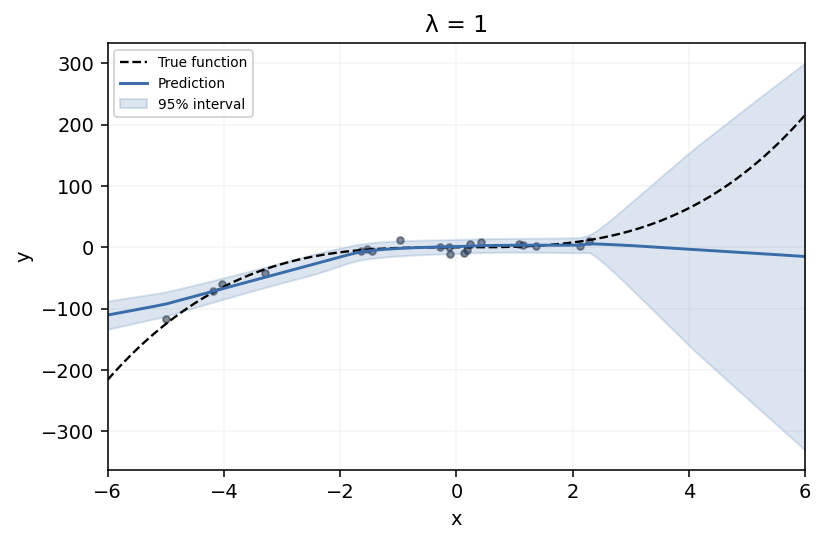 λ = 1
True function
Prediction
95% interval
300
200
100
0
−100
−200
−300
y
−6
−4
−2
0
2
4
6
x